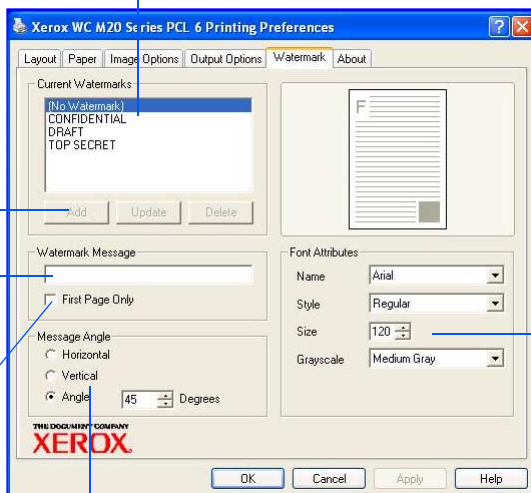 Xerox WC M20 Series PCL 6 Printing Preferences
Layout Paper Image Options Output Options Watermark About
Current Watermarks
(No Watermark)
CONFIDENTIAL
DRAFT
TOP SECRET
Add Update Delete
F
Watermark Message
First Page Only
Message Angle
Horizontal
Vertical
Angle 45 Degrees
Font Attributes
Name Arial
Style Regular
Size 120
Grayscale Medium Gray
THE DOCUMENT COMPANY
XEROX.
OK Cancel Apply Help